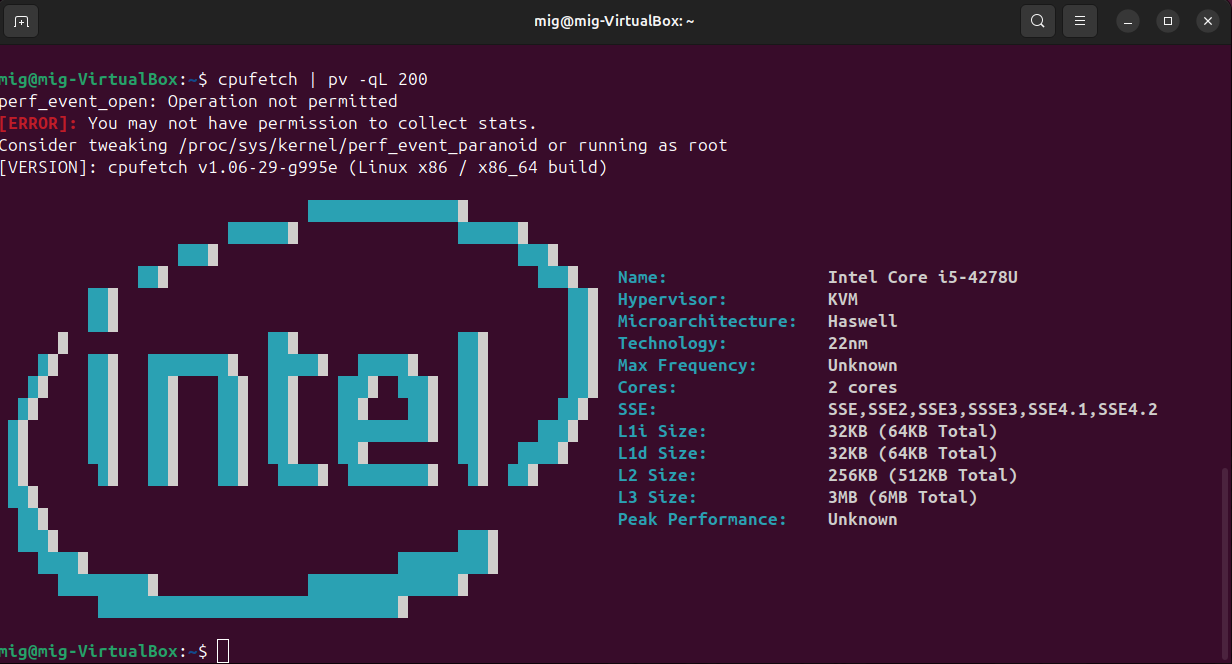 mig@mig-VirtualBox: ~
mig@mig-VirtualBox:~$ cpufetch | pv -qL 200
perf_event_open: Operation not permitted
[ERROR]: You may not have permission to collect stats.
Consider tweaking /proc/sys/kernel/perf_event_paranoid or running as root
[VERSION]: cpufetch v1.06-29-g995e (Linux x86 / x86_64 build)
intel
Name: Intel Core i5-4278U
Hypervisor: KVM
Microarchitecture: Haswell
Technology: 22nm
Max Frequency: Unknown
Cores: 2 cores
SSE: SSE,SSE2,SSE3,SSSE3,SSE4.1,SSE4.2
L1i Size: 32KB (64KB Total)
L1d Size: 32KB (64KB Total)
L2 Size: 256KB (512KB Total)
L3 Size: 3MB (6MB Total)
Peak Performance: Unknown
mig@mig-VirtualBox:~$